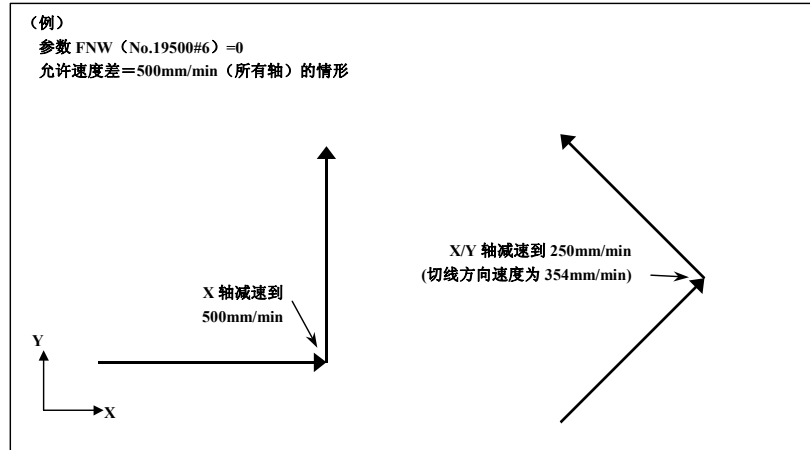 （例）
参数 FNW（No.19500#6）=0
允许速度差＝500mm/min（所有轴）的情形
X/Y 轴减速到 250mm/min
(切线方向速度为 354mm/min)
X 轴减速到
500mm/min
Y
X